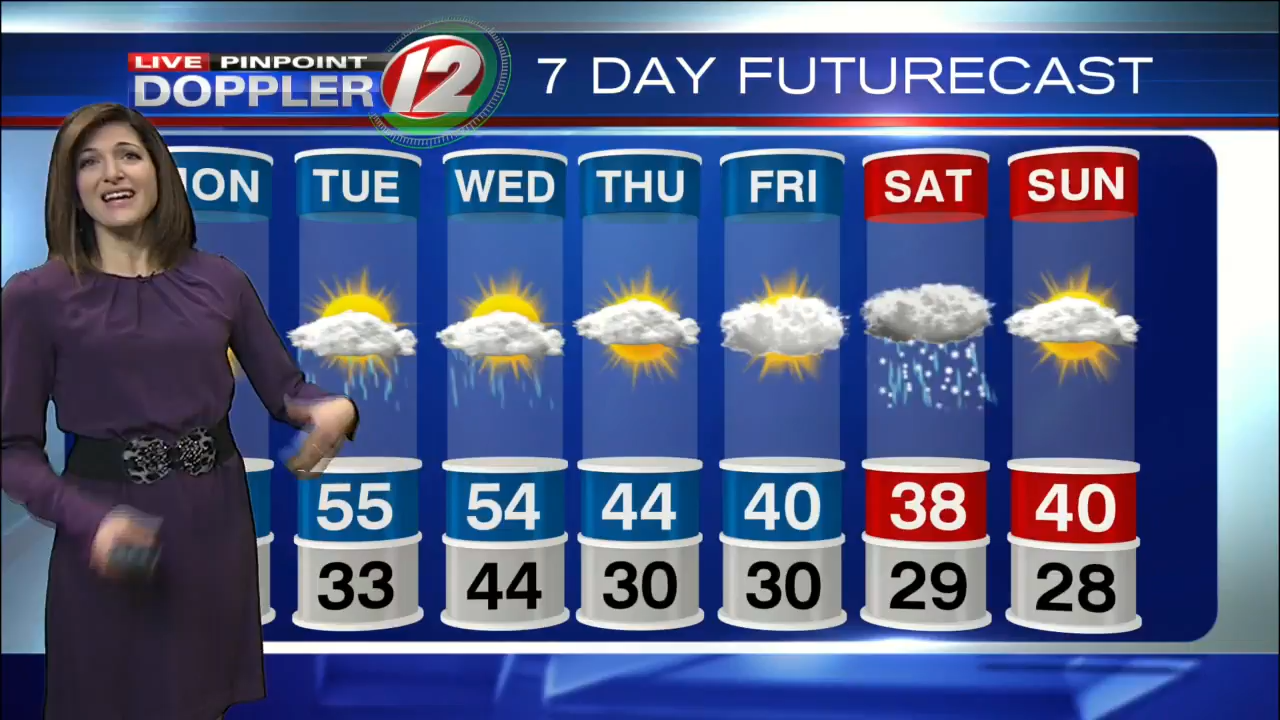 LIVE PINPOINT
DOPPLER 12
7 DAY FUTURECAST
TUE WED THU FRI SAT SUN
55 54 44 40 38 40
33 44 30 30 29 28